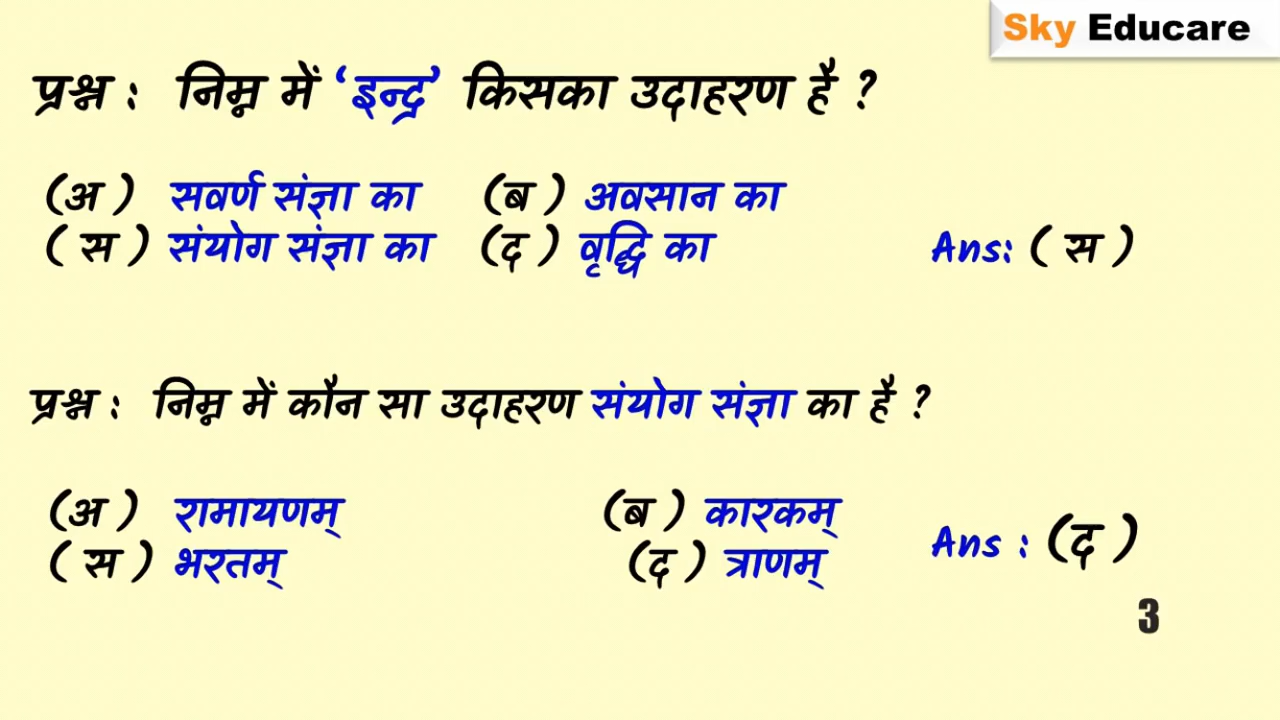 Sky Educare
प्रश्न : निम्न में ‘इन्द्र’ किसका उदाहरण है ?
(अ ) सवर्ण संज्ञा का (ब ) अवसान का
( स ) संयोग संज्ञा का (द ) वृद्धि का Ans: ( स )
प्रश्न : निम्न में कौन सा उदाहरण संयोग संज्ञा का है ?
(अ ) रामायणम् (ब ) कारकम्
( स ) भरतम् (द ) त्राणम् Ans : (द )
3